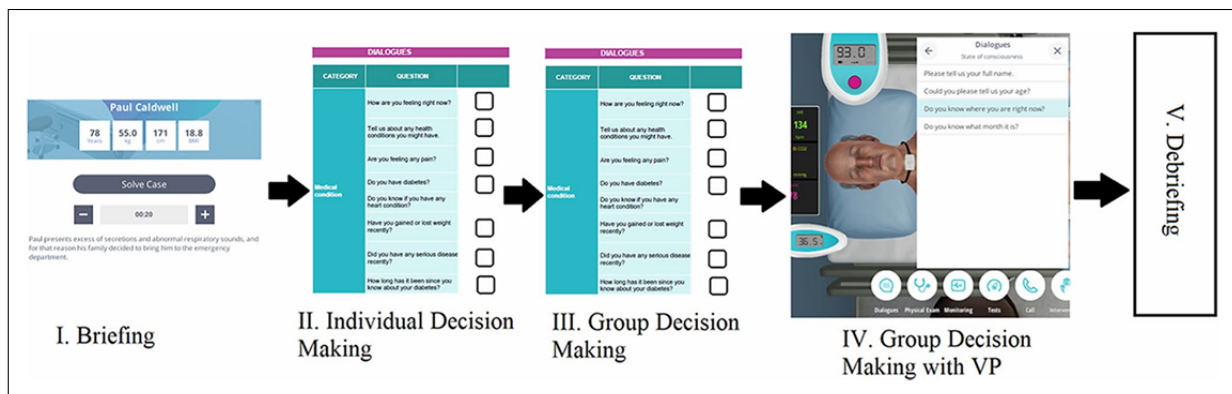 Paul Caldwell
78
55.0
171
18.8
Years
kg
cm
BMI
Solve Case
−
00:20
+
Paul presents excess of secretions and abnormal respiratory sounds, and
for that reason his family decided to bring him to the emergency
department.
I. Briefing
DIALOGUES
CATEGORY
QUESTION
Medical
condition
How are you feeling right now?
Tell us about any health
conditions you might have.
Are you feeling any pain?
Do you have diabetes?
Do you know if you have any
heart condition?
Have you gained or lost weight
recently?
Did you have any serious disease
recently?
How long has it been since you
know about your diabetes?
II. Individual Decision
Making
DIALOGUES
CATEGORY
QUESTION
Medical
condition
How are you feeling right now?
Tell us about any health
conditions you might have.
Are you feeling any pain?
Do you have diabetes?
Do you know if you have any
heart condition?
Have you gained or lost weight
recently?
Did you have any serious disease
recently?
How long has it been since you
know about your diabetes?
III. Group Decision
Making
93.0
134
36.5
Dialogues
State of consciousness
Please tell us your full name.
Could you please tell us your age?
Do you know where you are right now?
Do you know what month it is?
Dialogues
Physical Exam
Monitoring
Tests
Call
Interven
IV. Group Decision
Making with VP
V. Debriefing